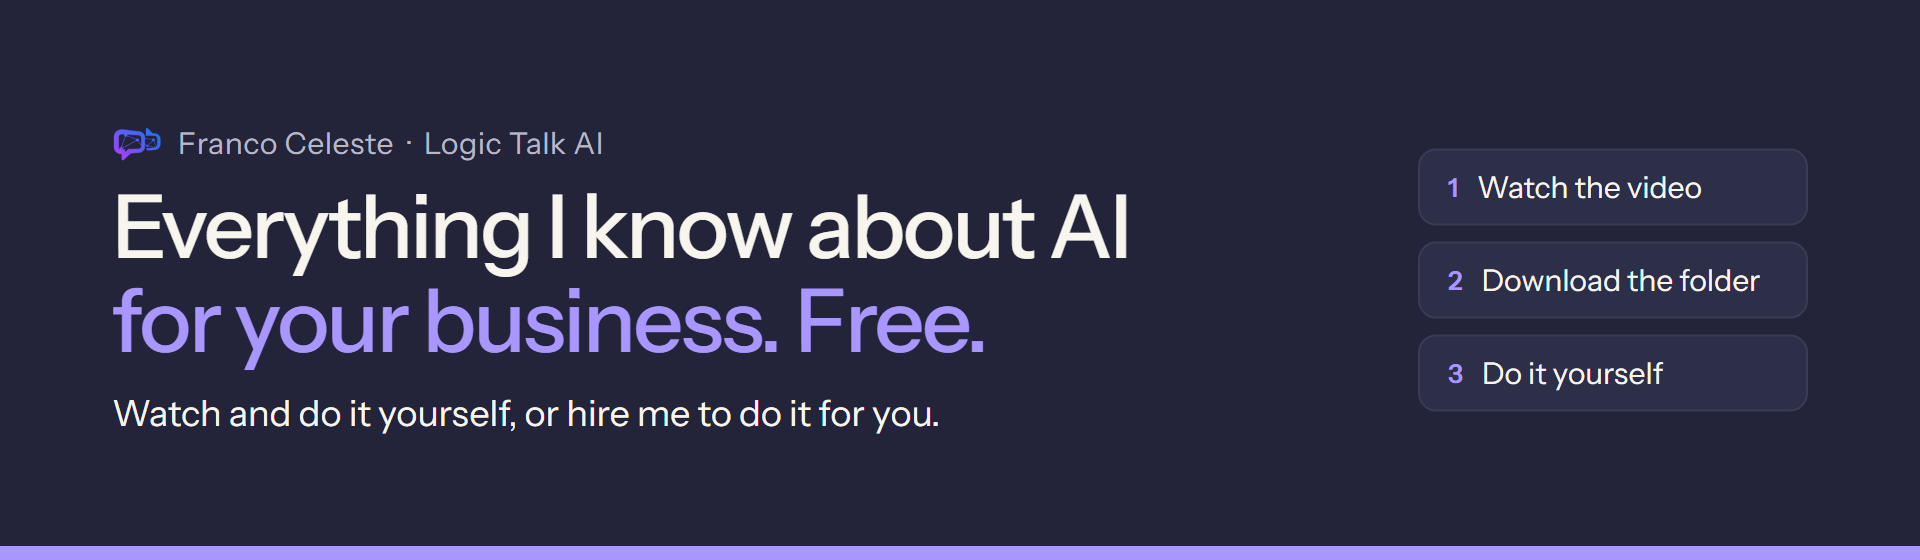 Franco Celeste · Logic Talk AI
Everything I know about AI
for your business. Free.
Watch and do it yourself, or hire me to do it for you.
1 Watch the video
2 Download the folder
3 Do it yourself